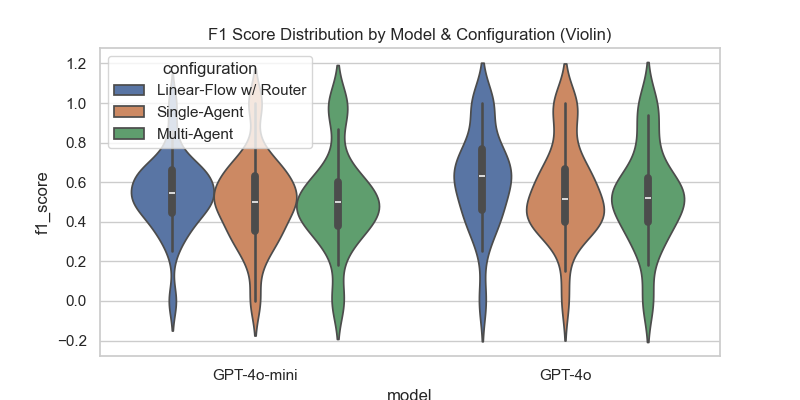 F1 Score Distribution by Model & Configuration (Violin)
configuration
Linear-Flow w/ Router
Single-Agent
Multi-Agent
f1_score
1.2
1.0
0.8
0.6
0.4
0.2
0.0
−0.2
GPT-4o-mini
GPT-4o
model